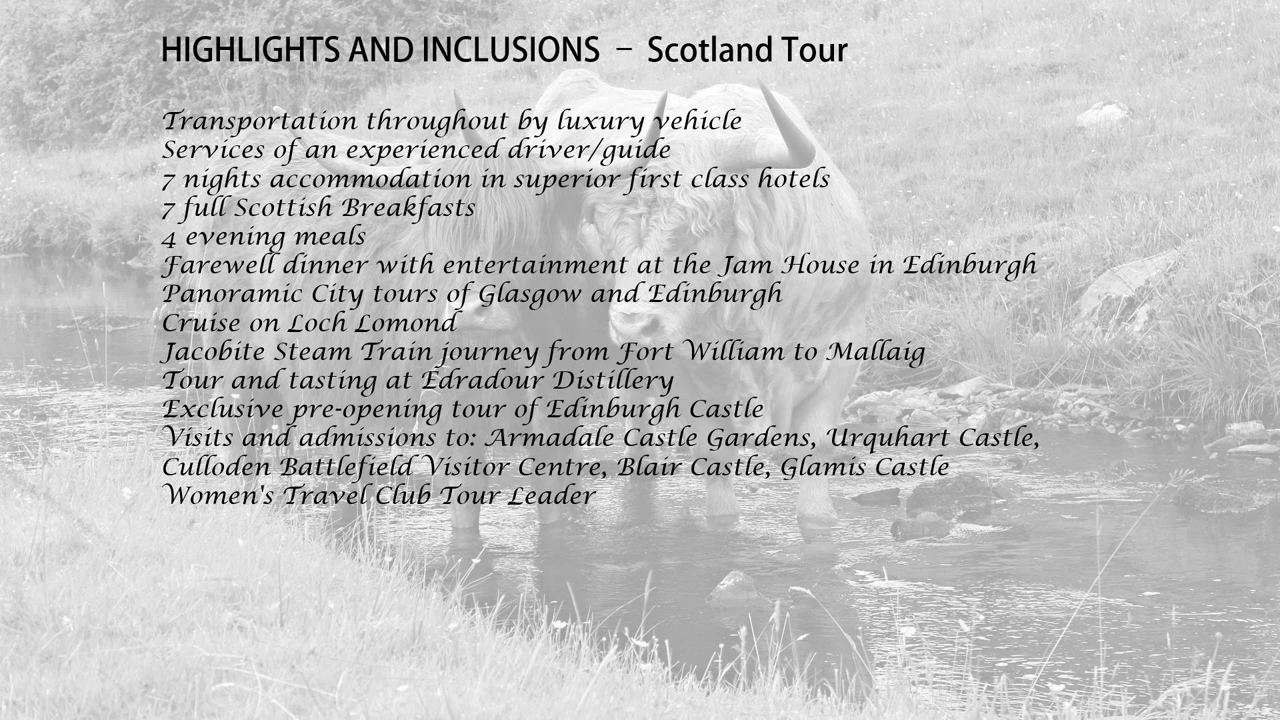 HIGHLIGHTS AND INCLUSIONS – Scotland Tour
Transportation throughout by luxury vehicle
Services of an experienced driver/guide
7 nights accommodation in superior first class hotels
7 full Scottish Breakfasts
4 evening meals
Farewell dinner with entertainment at the Jam House in Edinburgh
Panoramic City tours of Glasgow and Edinburgh
Cruise on Loch Lomond
Jacobite Steam Train journey from Fort William to Mallaig
Tour and tasting at Edradour Distillery
Exclusive pre-opening tour of Edinburgh Castle
Visits and admissions to: Armadale Castle Gardens, Urquhart Castle,
Culloden Battlefield Visitor Centre, Blair Castle, Glamis Castle
Women's Travel Club Tour Leader